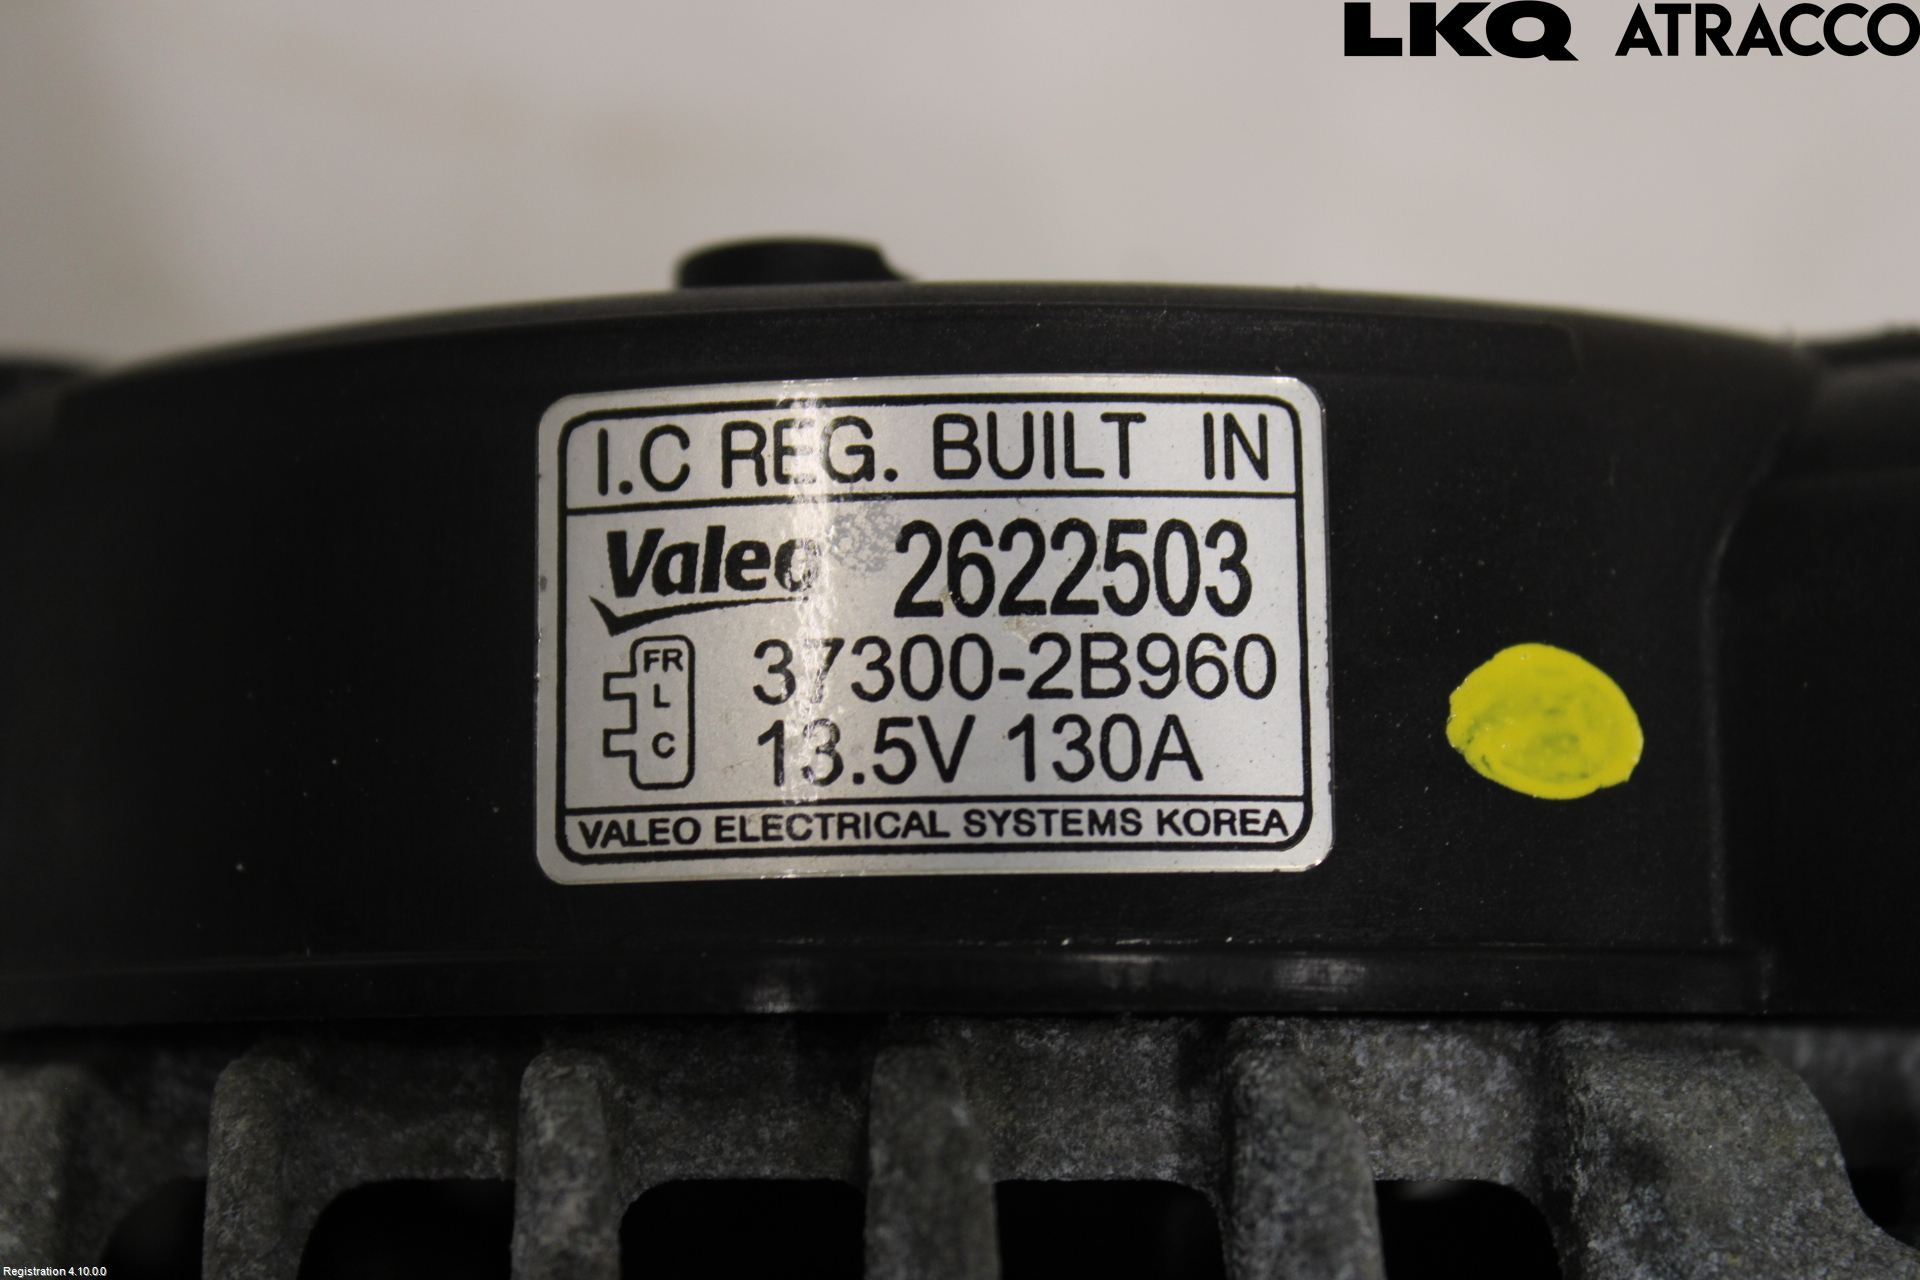 LKQ ATRACCO
I.C REG. BUILT IN
Valeo 2622503
FR
L
C
37300-2B960
13.5V 130A
VALEO ELECTRICAL SYSTEMS KOREA
Registration 4.10.0.0